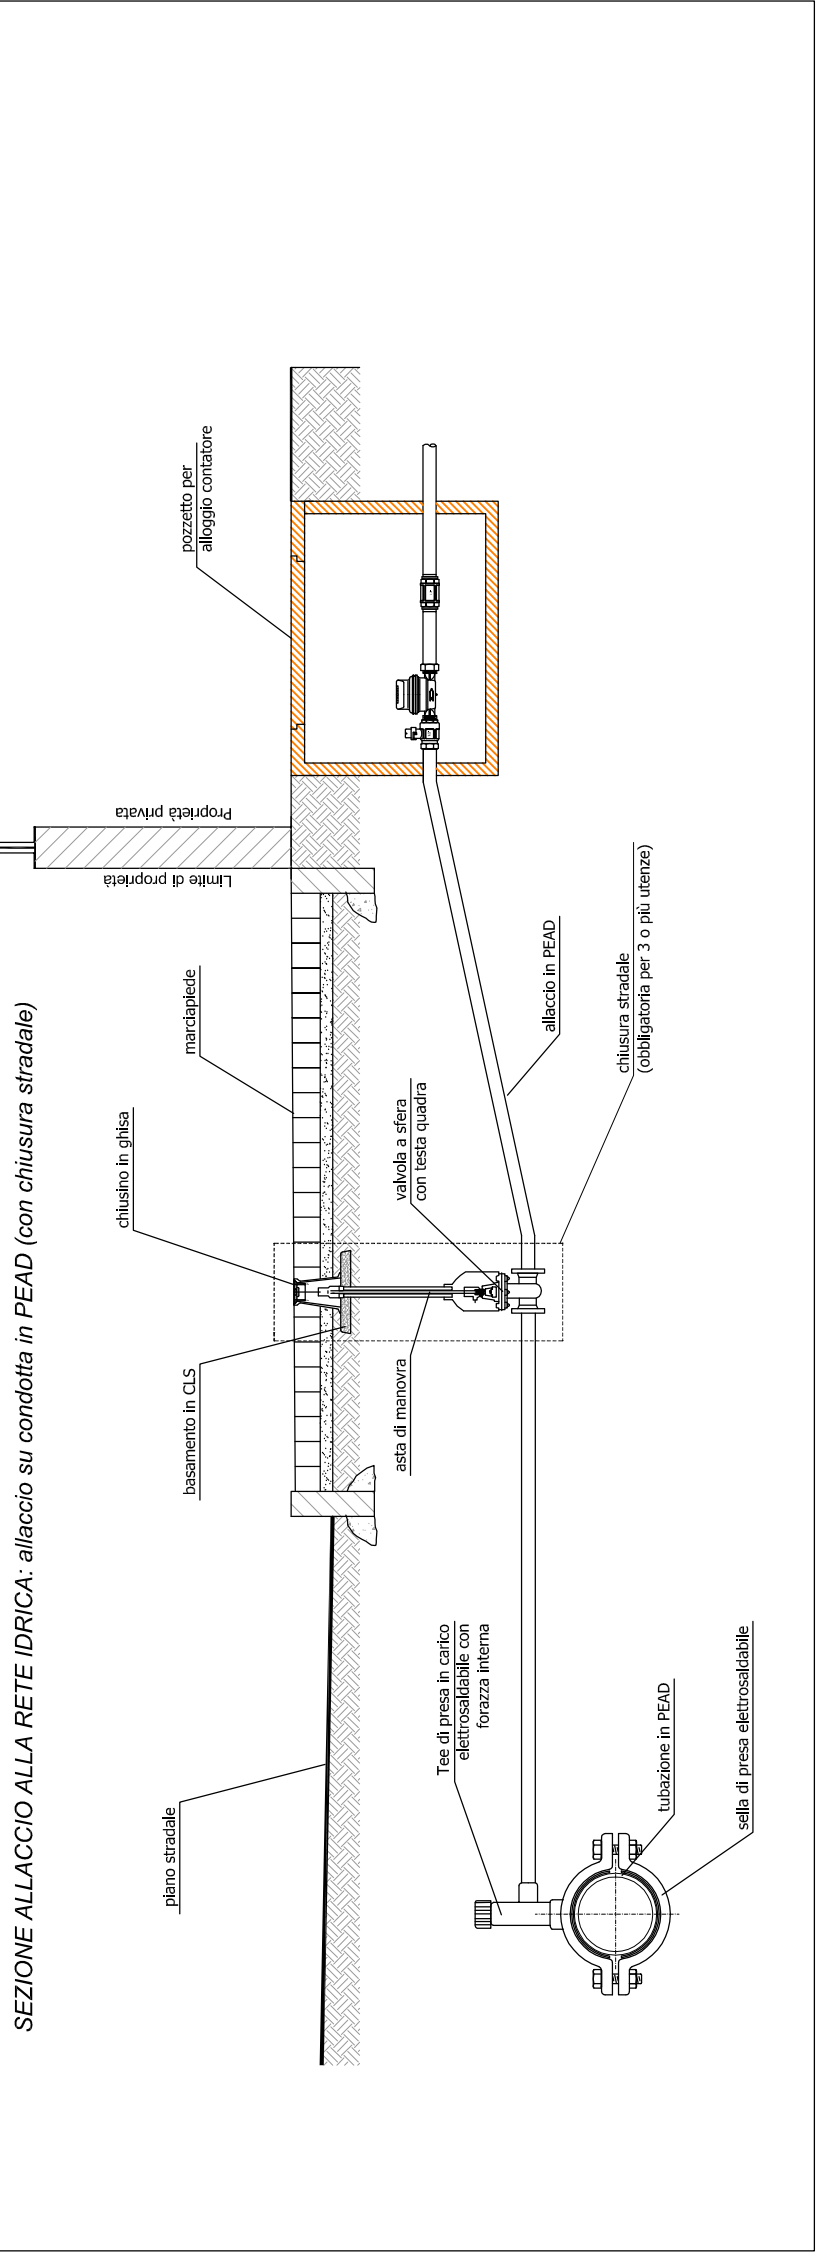 SEZIONE ALLACCIO ALLA RETE IDRICA: allaccio su condotta in PEAD (con chiusura stradale)
piano stradale
basamento in CLS
chiusino in ghisa
marciapiede
Limite di proprietà
Proprietà privata
pozzetto per
alloggio contatore
asta di manovra
valvola a sfera
con testa quadra
allaccio in PEAD
chiusura stradale
(obbligatoria per 3 o più utenze)
Tee di presa in carico
elettrosaldabile con
forazza interna
tubazione in PEAD
sella di presa elettrosaldabile